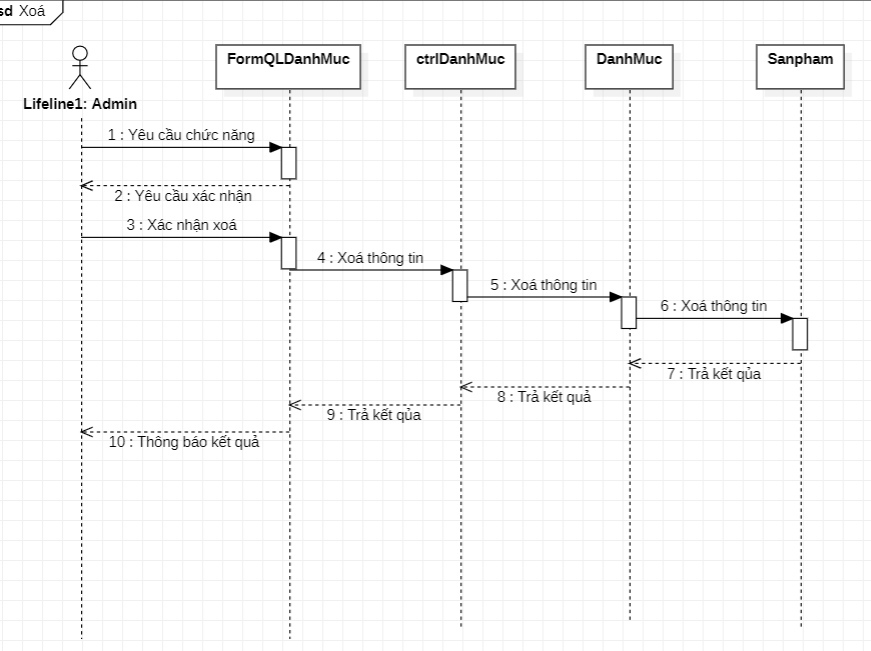 sd Xoá
FormQLDanhMuc
ctrlDanhMuc
DanhMuc
Sanpham
Lifeline1: Admin
1 : Yêu cầu chức năng
2 : Yêu cầu xác nhận
3 : Xác nhận xoá
4 : Xoá thông tin
5 : Xoá thông tin
6 : Xoá thông tin
7 : Trả kết qủa
8 : Trả kết quả
9 : Trả kết qủa
10 : Thông báo kết quả